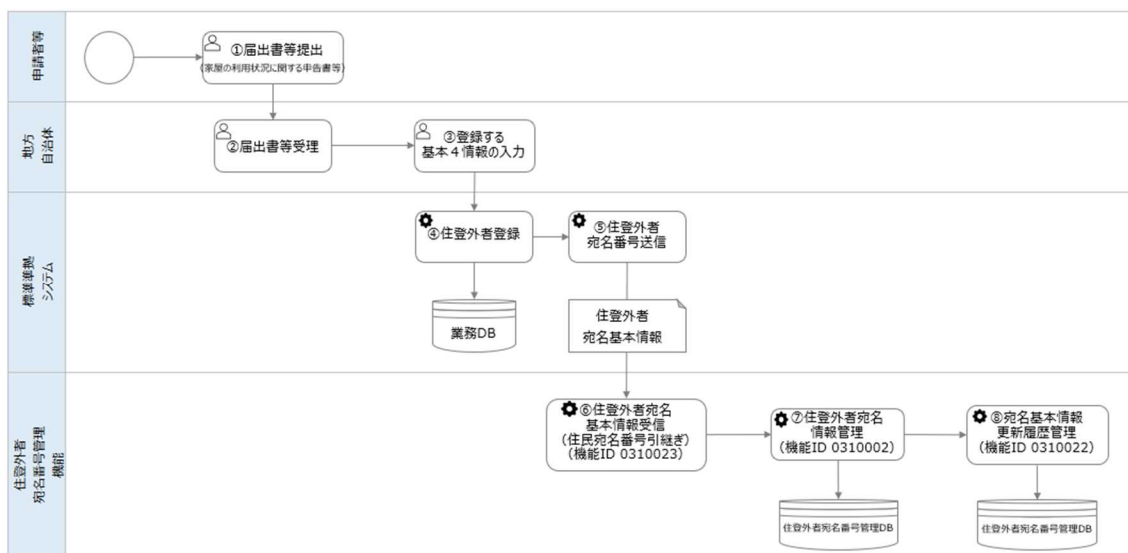 申請者等
①届出書等提出
（家屋の利用状況に関する申告書等）
地方
自治体
②届出書等受理
③登録する
基本４情報の入力
標準準拠
システム
④住登外者登録
⑤住登外者
宛名番号送信
業務DB
住登外者
宛名基本情報
住登外者
宛名番号管理
機能
⑥住登外者宛名
基本情報受信
（住民宛名番号引継ぎ）
（機能ID 0310023）
⑦住登外者宛名
情報管理
（機能ID 0310002）
⑧宛名基本情報
更新履歴管理
（機能ID 0310022）
住登外者宛名番号管理DB
住登外者宛名番号管理DB